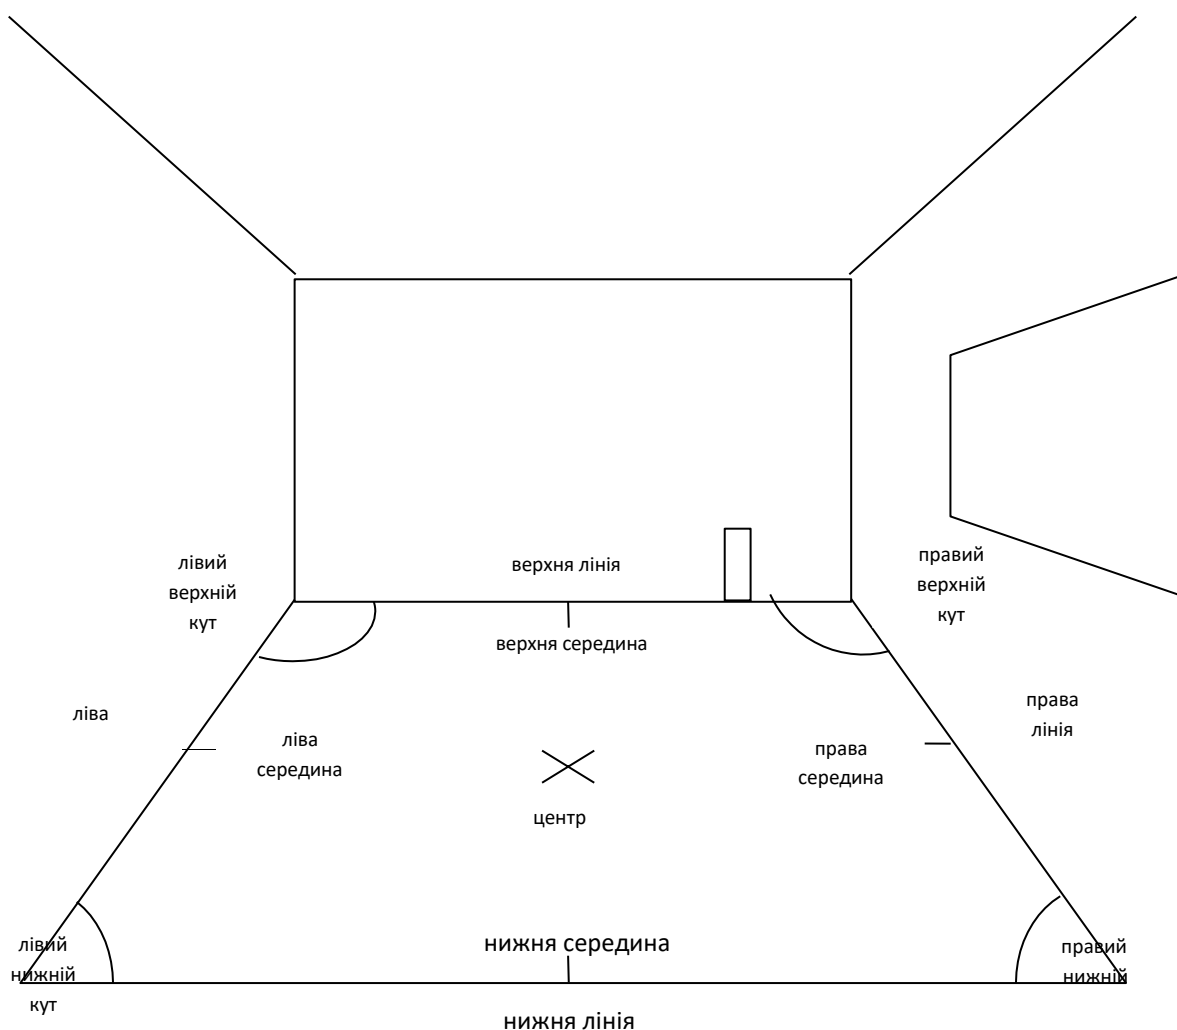 лівий
верхній
кут
верхня лінія
правий
верхній
кут
верхня середина
ліва
ліва
середина
права
середина
права
лінія
центр
лівий
нижній
кут
нижня середина
правий
нижній
нижня лінія